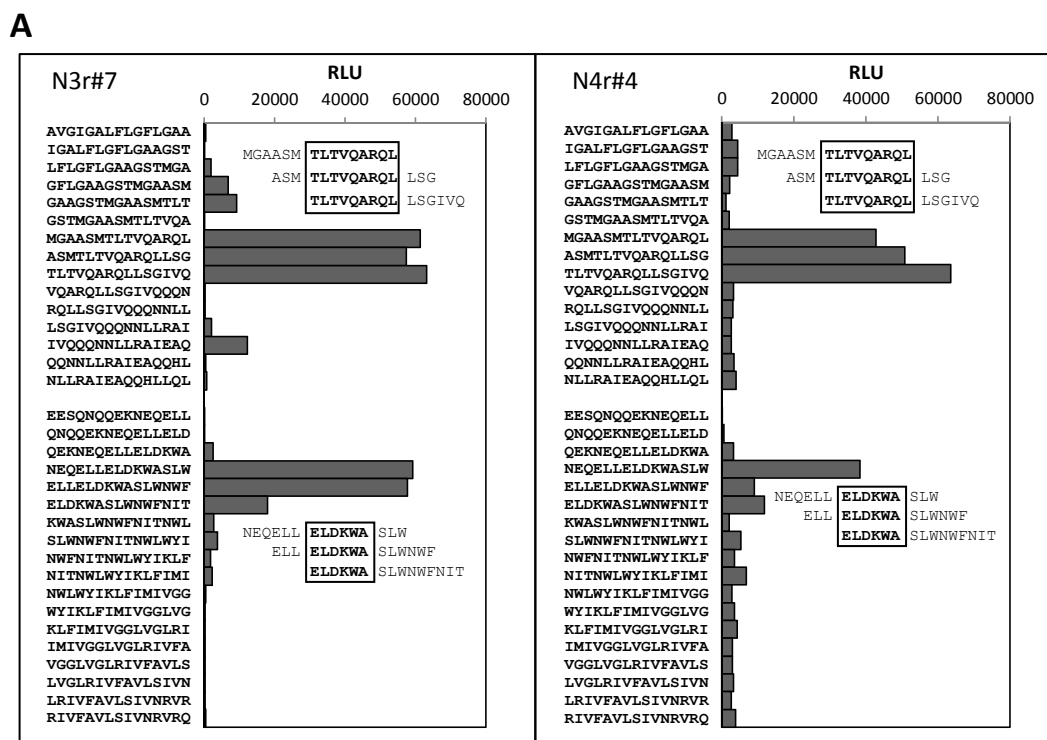 A
N3r#7
RLU
0 20000 40000 60000 80000
AVGIGALFLGFLGAA
IGALFLGFLGAAGST
LFLGFLGAAGSTMGA
GFLGAAGSTMGAASM
GAAGSTMGAASMTLT
GSTMGAASMTLTVQA
MGAASMTLTVQARQL
ASMTLTVQARQLLSG
TLTVQARQLLSGIVQ
VQARQLLSGIVQQQN
RQLLSGIVQQQNNLL
LSGIVQQQNNLLRAI
IVQQQNNLLRAIEAQ
QQNNLLRAIEAQQHL
NLLRAIEAQQHLLQL
EESQNQQEKNEQELL
QNQQEKNEQELLELD
QEKNEQELLELDKWA
NEQELLELDKWASLW
ELLELDKWASLWNWF
ELDKWASLWNWFNIT
KWASLWNWFNITNWL
SLWNWFNITNWLWYI
NWFNITNWLWYIKLF
NITNWLWYIKLFIMI
NWLWYIKLFIMIVGG
WYIKLFIMIVGGLVG
KLFIMIVGGLVGLRI
IMIVGGLVGLRIVFA
VGGLVGLRIVFAVLS
LVGLRIVFAVLSIVN
LRIVFAVLSIVNRVR
RIVFAVLSIVNRVRQ
MGAASM TLTVQARQL
ASM TLTVQARQL LSG
TLTVQARQL LSGIVQ
NEQELL ELDKWA SLW
ELL ELDKWA SLWNWF
ELDKWA SLWNWFNIT
N4r#4
RLU
0 20000 40000 60000 80000
AVGIGALFLGFLGAA
IGALFLGFLGAAGST
LFLGFLGAAGSTMGA
GFLGAAGSTMGAASM
GAAGSTMGAASMTLT
GSTMGAASMTLTVQA
MGAASMTLTVQARQL
ASMTLTVQARQLLSG
TLTVQARQLLSGIVQ
VQARQLLSGIVQQQN
RQLLSGIVQQQNNLL
LSGIVQQQNNLLRAI
IVQQQNNLLRAIEAQ
QQNNLLRAIEAQQHL
NLLRAIEAQQHLLQL
EESQNQQEKNEQELL
QNQQEKNEQELLELD
QEKNEQELLELDKWA
NEQELLELDKWASLW
ELLELDKWASLWNWF
ELDKWASLWNWFNIT
KWASLWNWFNITNWL
SLWNWFNITNWLWYI
NWFNITNWLWYIKLF
NITNWLWYIKLFIMI
NWLWYIKLFIMIVGG
WYIKLFIMIVGGLVG
KLFIMIVGGLVGLRI
IMIVGGLVGLRIVFA
VGGLVGLRIVFAVLS
LVGLRIVFAVLSIVN
LRIVFAVLSIVNRVR
RIVFAVLSIVNRVRQ
MGAASM TLTVQARQL
ASM TLTVQARQL LSG
TLTVQARQL LSGIVQ
NEQELL ELDKWA SLW
ELL ELDKWA SLWNWF
ELDKWA SLWNWFNIT